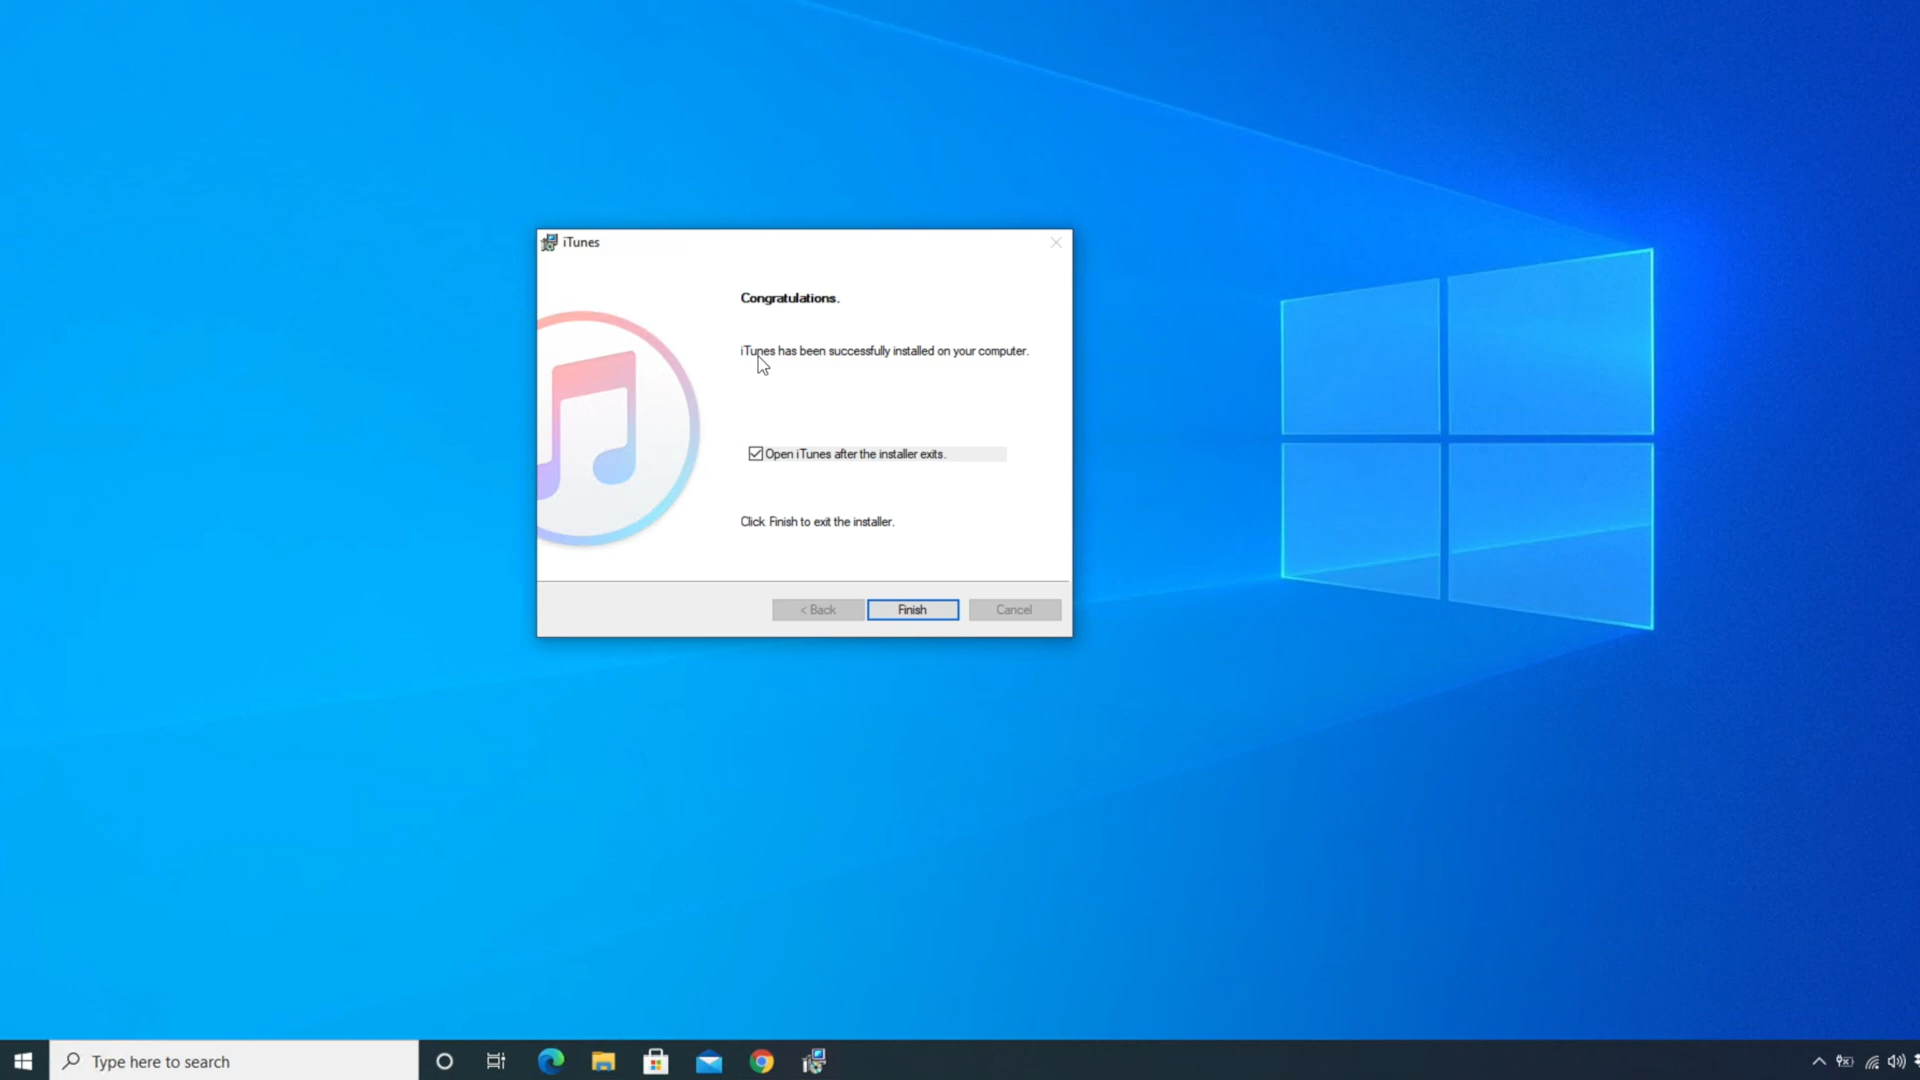 iTunes
Congratulations.
iTunes has been successfully installed on your computer.
Open iTunes after the installer exits.
Click Finish to exit the installer.
< Back
Finish
Cancel
Type here to search